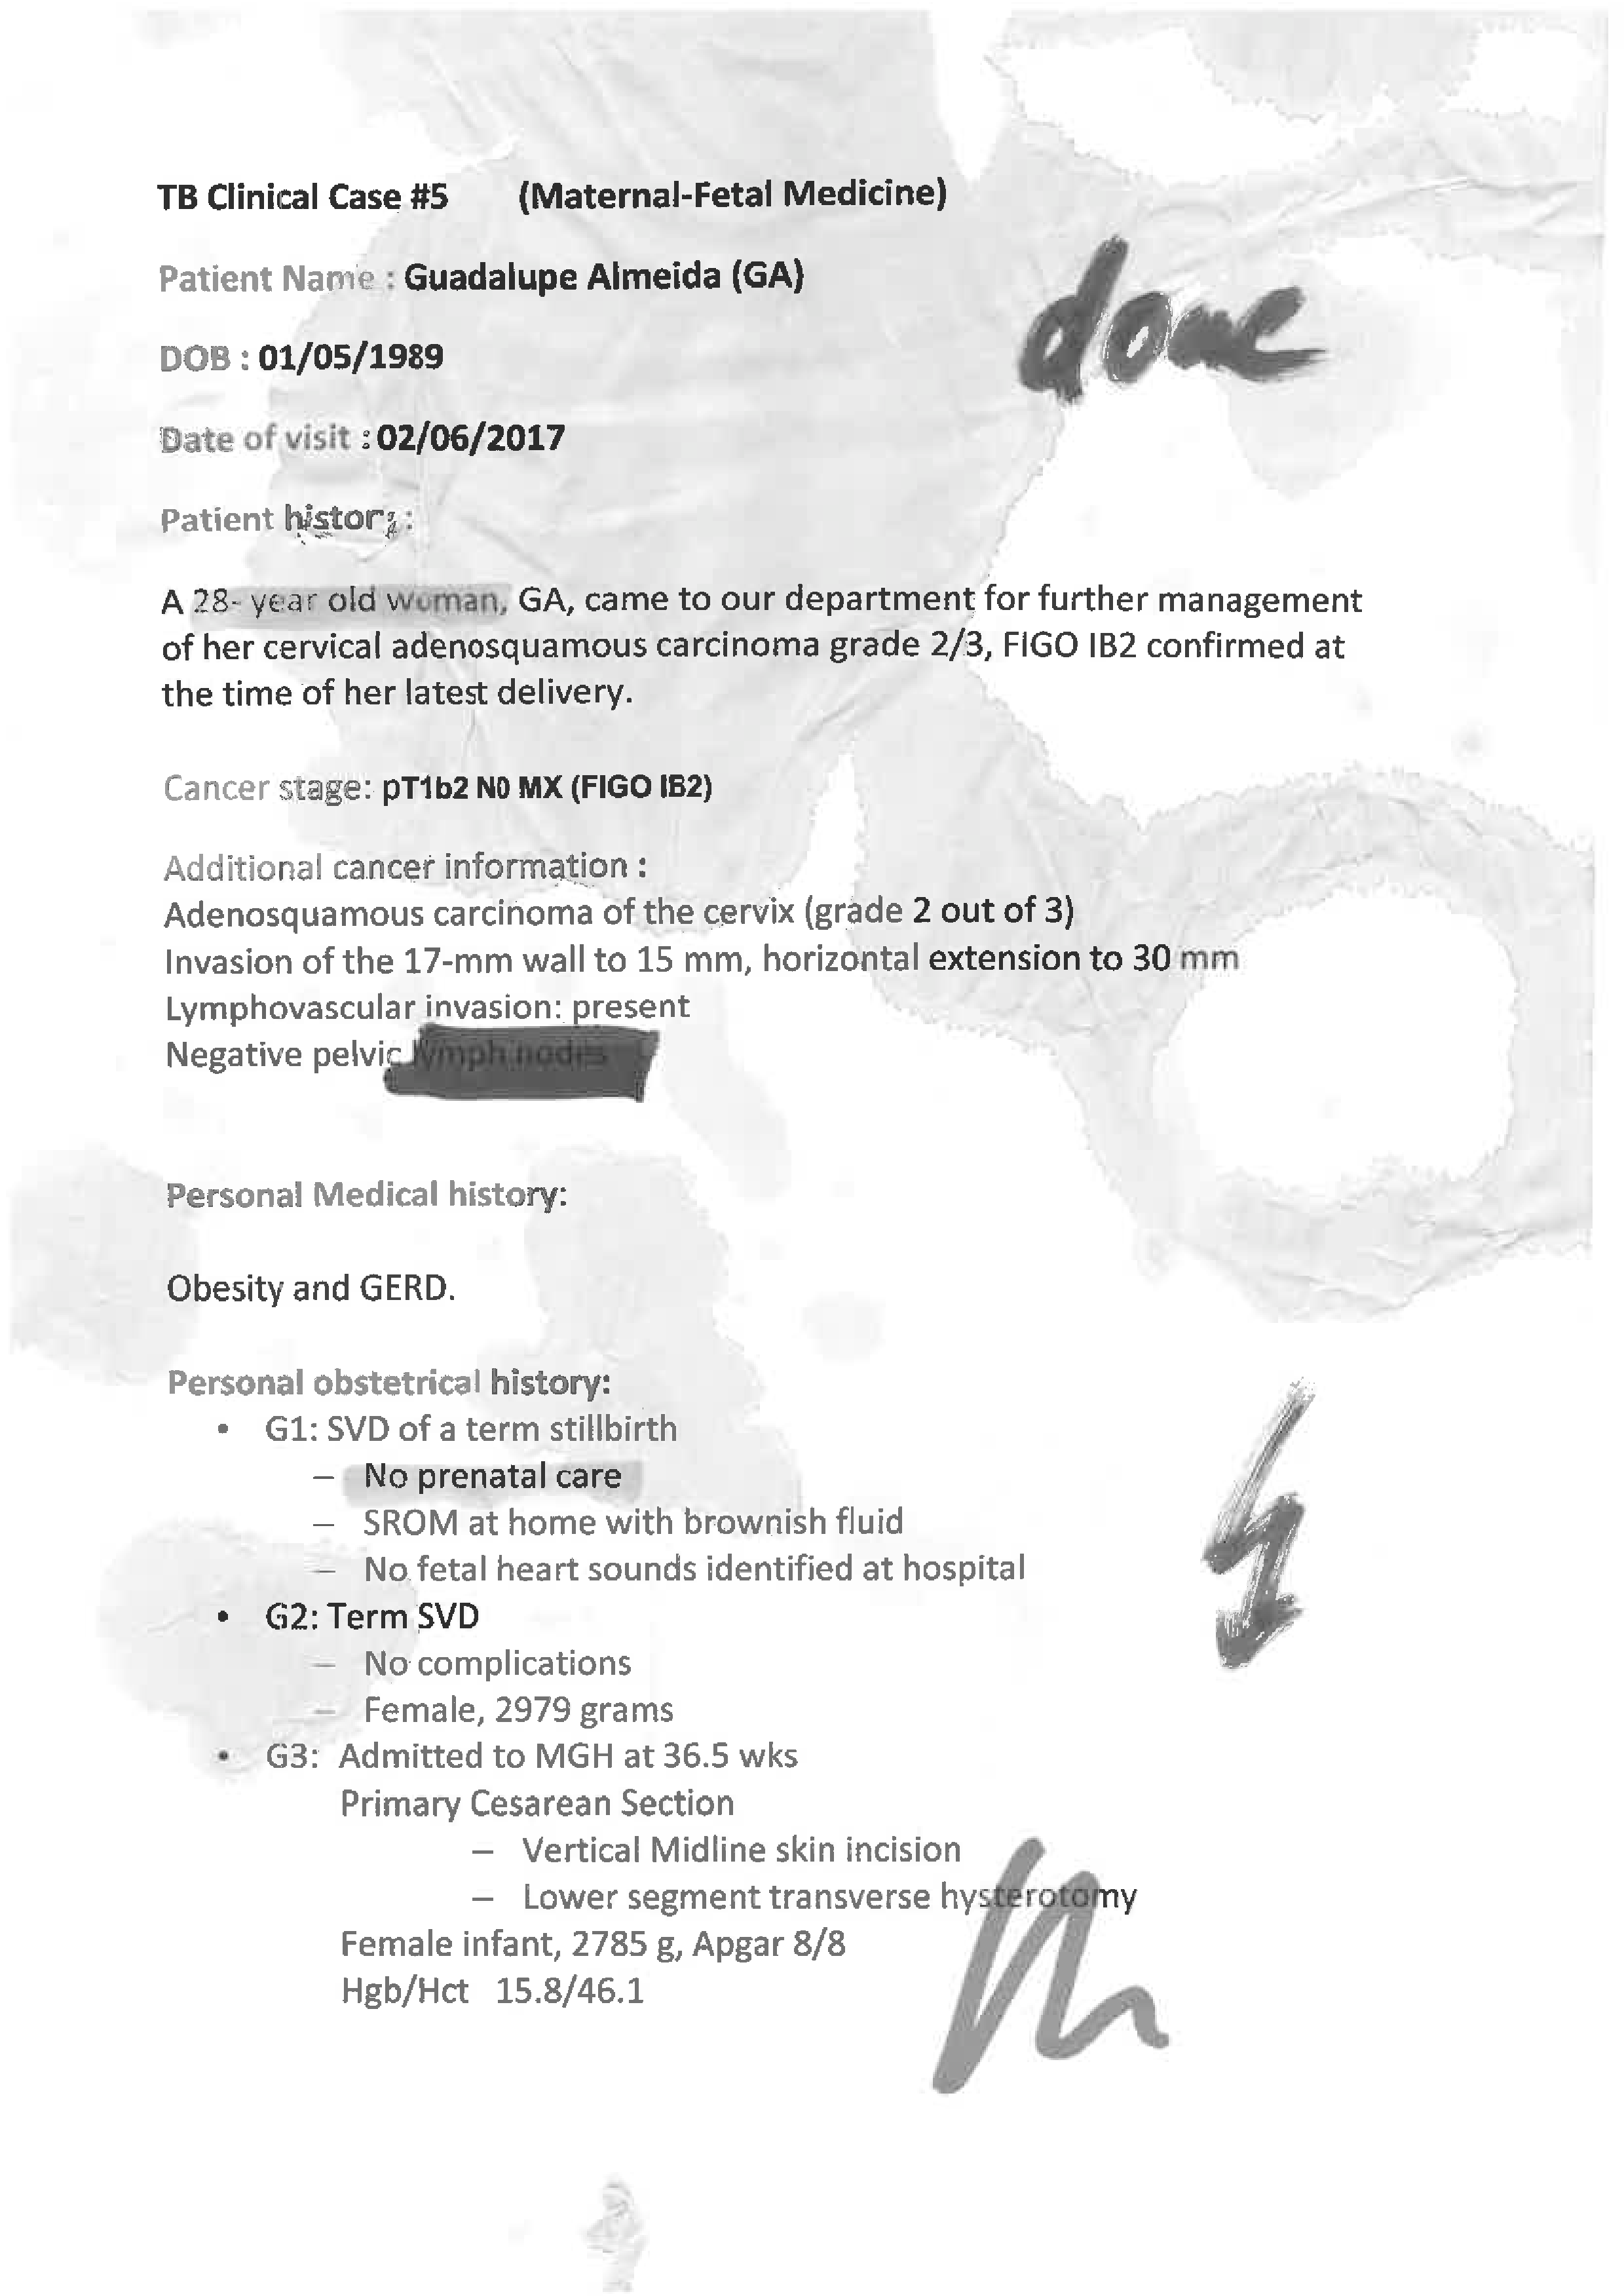 TB Clinical Case #5 (Maternal-Fetal Medicine)
done
Patient Name : Guadalupe Almeida (GA)
DOB : 01/05/1989
Date of visit : 02/06/2017
Patient history:
A 28- year old woman, GA, came to our department for further management
of her cervical adenosquamous carcinoma grade 2/3, FIGO IB2 confirmed at
the time of her latest delivery.
Cancer stage: pT1b2 N0 MX (FIGO IB2)
Additional cancer information :
Adenosquamous carcinoma of the cervix (grade 2 out of 3)
Invasion of the 17-mm wall to 15 mm, horizontal extension to 30 mm
Lymphovascular invasion: present
Negative pelvic lymph nodes
Personal Medical history:
Obesity and GERD.
Personal obstetrical history:
• G1: SVD of a term stillbirth
– No prenatal care
– SROM at home with brownish fluid
– No fetal heart sounds identified at hospital
• G2: Term SVD
– No complications
– Female, 2979 grams
• G3: Admitted to MGH at 36.5 wks
Primary Cesarean Section
– Vertical Midline skin incision
– Lower segment transverse hysterotomy
Female infant, 2785 g, Apgar 8/8
Hgb/Hct 15.8/46.1